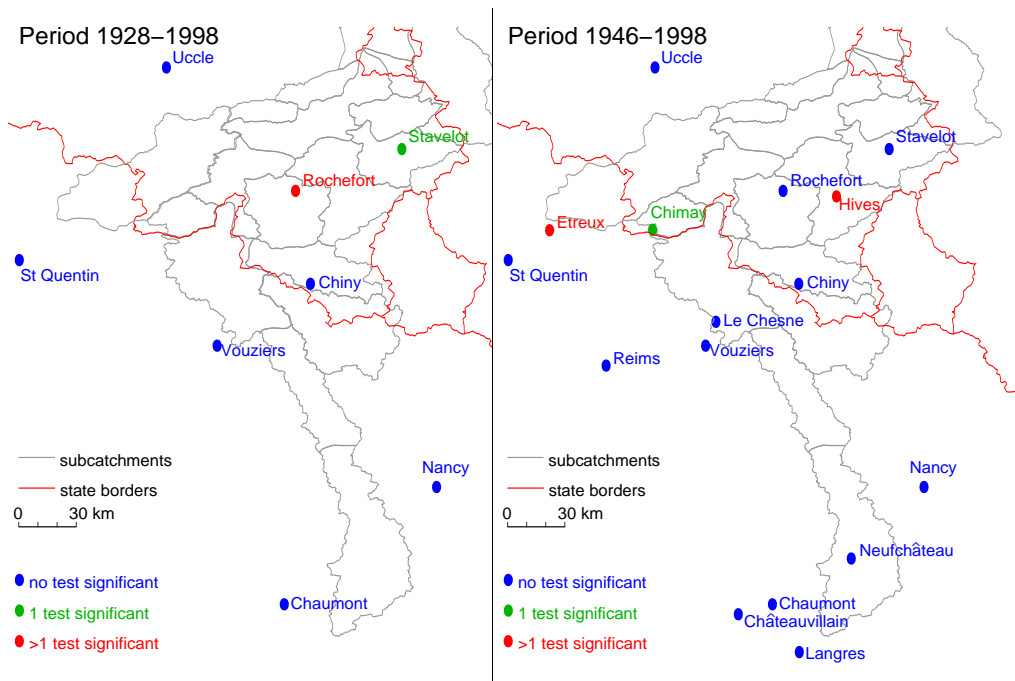 Period 1928–1998
Uccle
Stavelot
Rochefort
St Quentin
Chiny
Vouziers
subcatchments
Nancy
state borders
0 30 km
no test significant
Chaumont
1 test significant
>1 test significant
Period 1946–1998
Uccle
Stavelot
Rochefort
Hives
Chimay
Etreux
St Quentin
Chiny
Le Chesne
Vouziers
Reims
subcatchments
Nancy
state borders
0 30 km
Neufchâteau
no test significant
Chaumont
1 test significant
Châteauvillain
>1 test significant
Langres